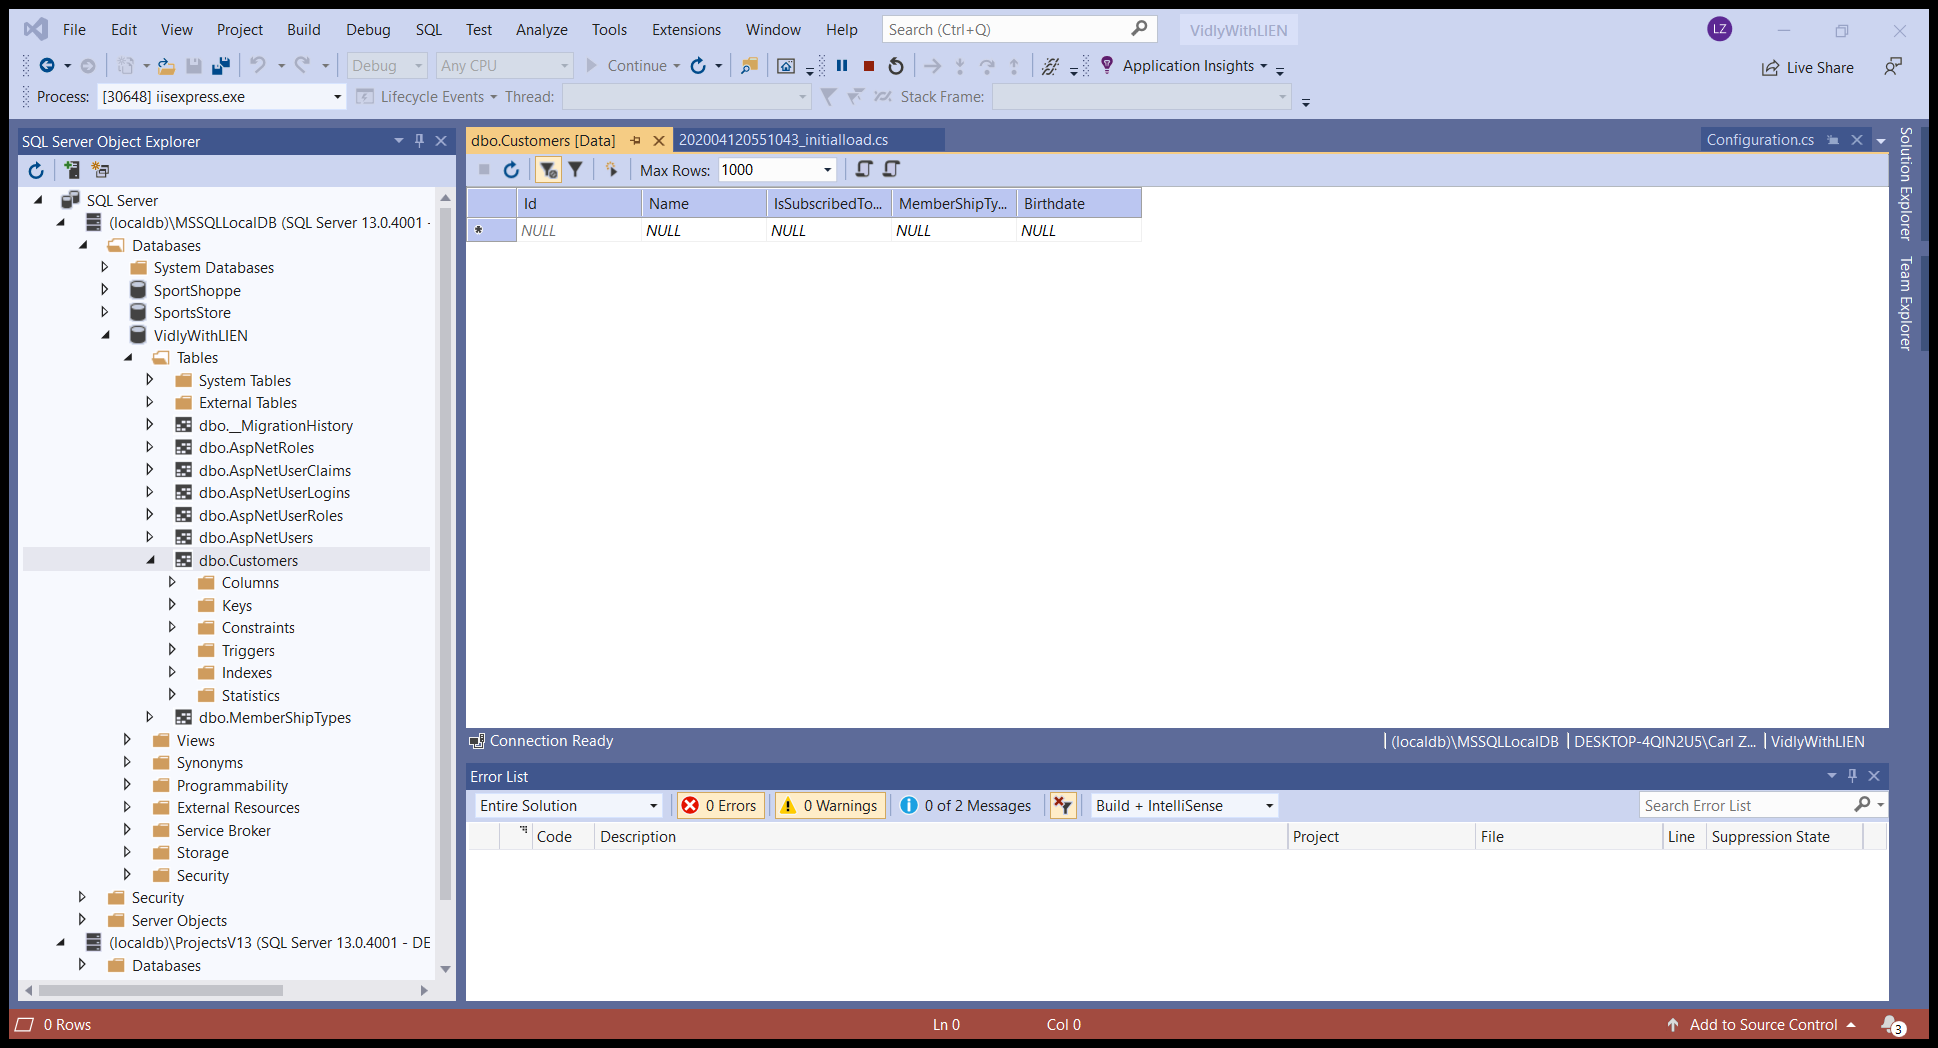 File Edit View Project Build Debug SQL Test Analyze Tools Extensions Window Help Search (Ctrl+Q) VidlyWithLIEN LZ
Debug Any CPU Continue Application Insights Live Share
Process: [30648] iisexpress.exe Lifecycle Events Thread: Stack Frame:
SQL Server Object Explorer
SQL Server
(localdb)\MSSQLLocalDB (SQL Server 13.0.4001 -
Databases
System Databases
SportShoppe
SportsStore
VidlyWithLIEN
Tables
System Tables
External Tables
dbo.__MigrationHistory
dbo.AspNetRoles
dbo.AspNetUserClaims
dbo.AspNetUserLogins
dbo.AspNetUserRoles
dbo.AspNetUsers
dbo.Customers
Columns
Keys
Constraints
Triggers
Indexes
Statistics
dbo.MemberShipTypes
Views
Synonyms
Programmability
External Resources
Service Broker
Storage
Security
Security
Server Objects
(localdb)\ProjectsV13 (SQL Server 13.0.4001 - DE
Databases
dbo.Customers [Data] 202004120551043_initialload.cs Configuration.cs
Max Rows: 1000
Id Name IsSubscribedTo... MemberShipTy... Birthdate
* NULL NULL NULL NULL NULL
Connection Ready (localdb)\MSSQLLocalDB DESKTOP-4QIN2U5\Carl Z... VidlyWithLIEN
Error List
Entire Solution 0 Errors 0 Warnings 0 of 2 Messages Build + IntelliSense Search Error List
Code Description Project File Line Suppression State
Solution Explorer
Team Explorer
0 Rows Ln 0 Col 0 Add to Source Control 3